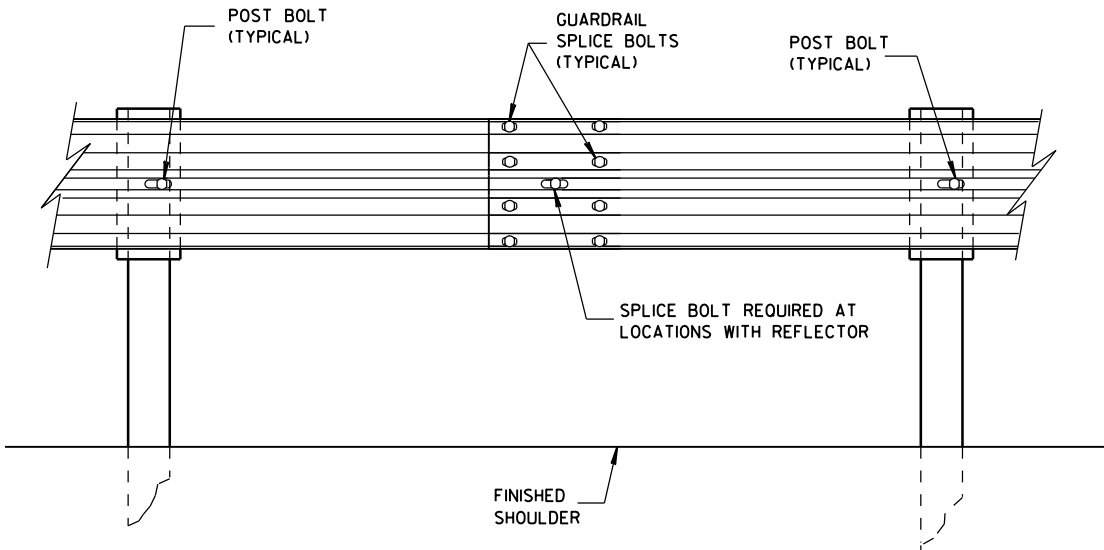 POST BOLT
(TYPICAL)
GUARDRAIL
SPLICE BOLTS
(TYPICAL)
POST BOLT
(TYPICAL)
SPLICE BOLT REQUIRED AT
LOCATIONS WITH REFLECTOR
FINISHED
SHOULDER